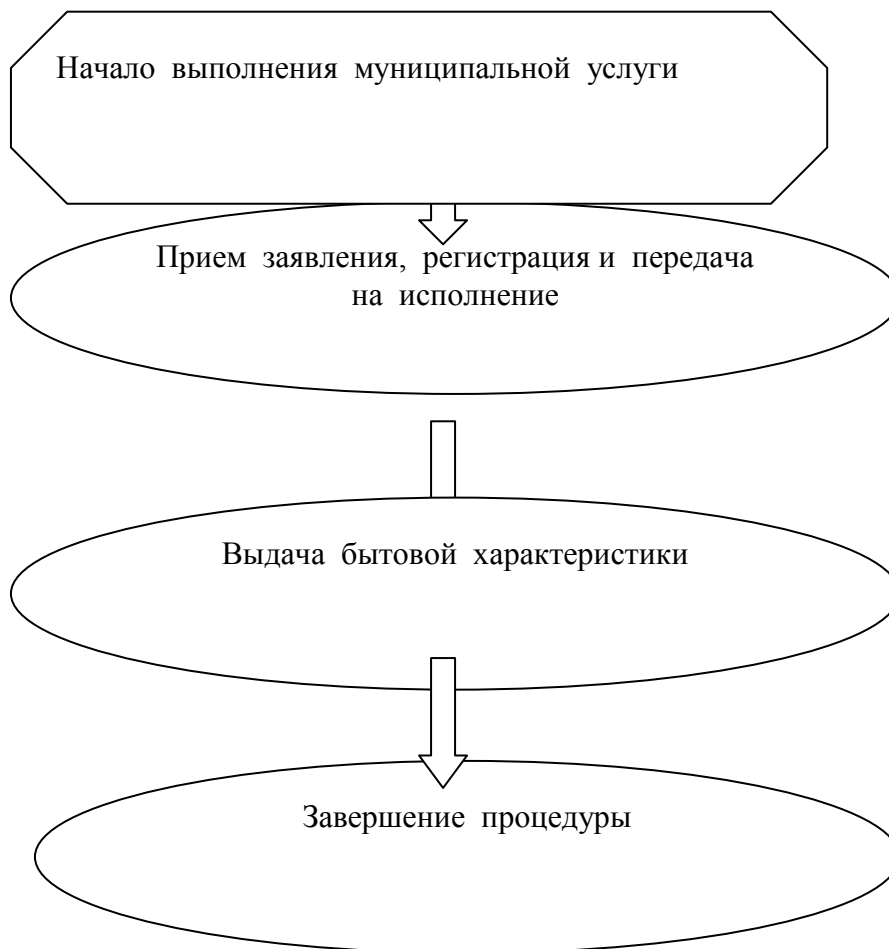 Начало выполнения муниципальной услуги
Прием заявления, регистрация и передача
на исполнение
Выдача бытовой характеристики
Завершение процедуры